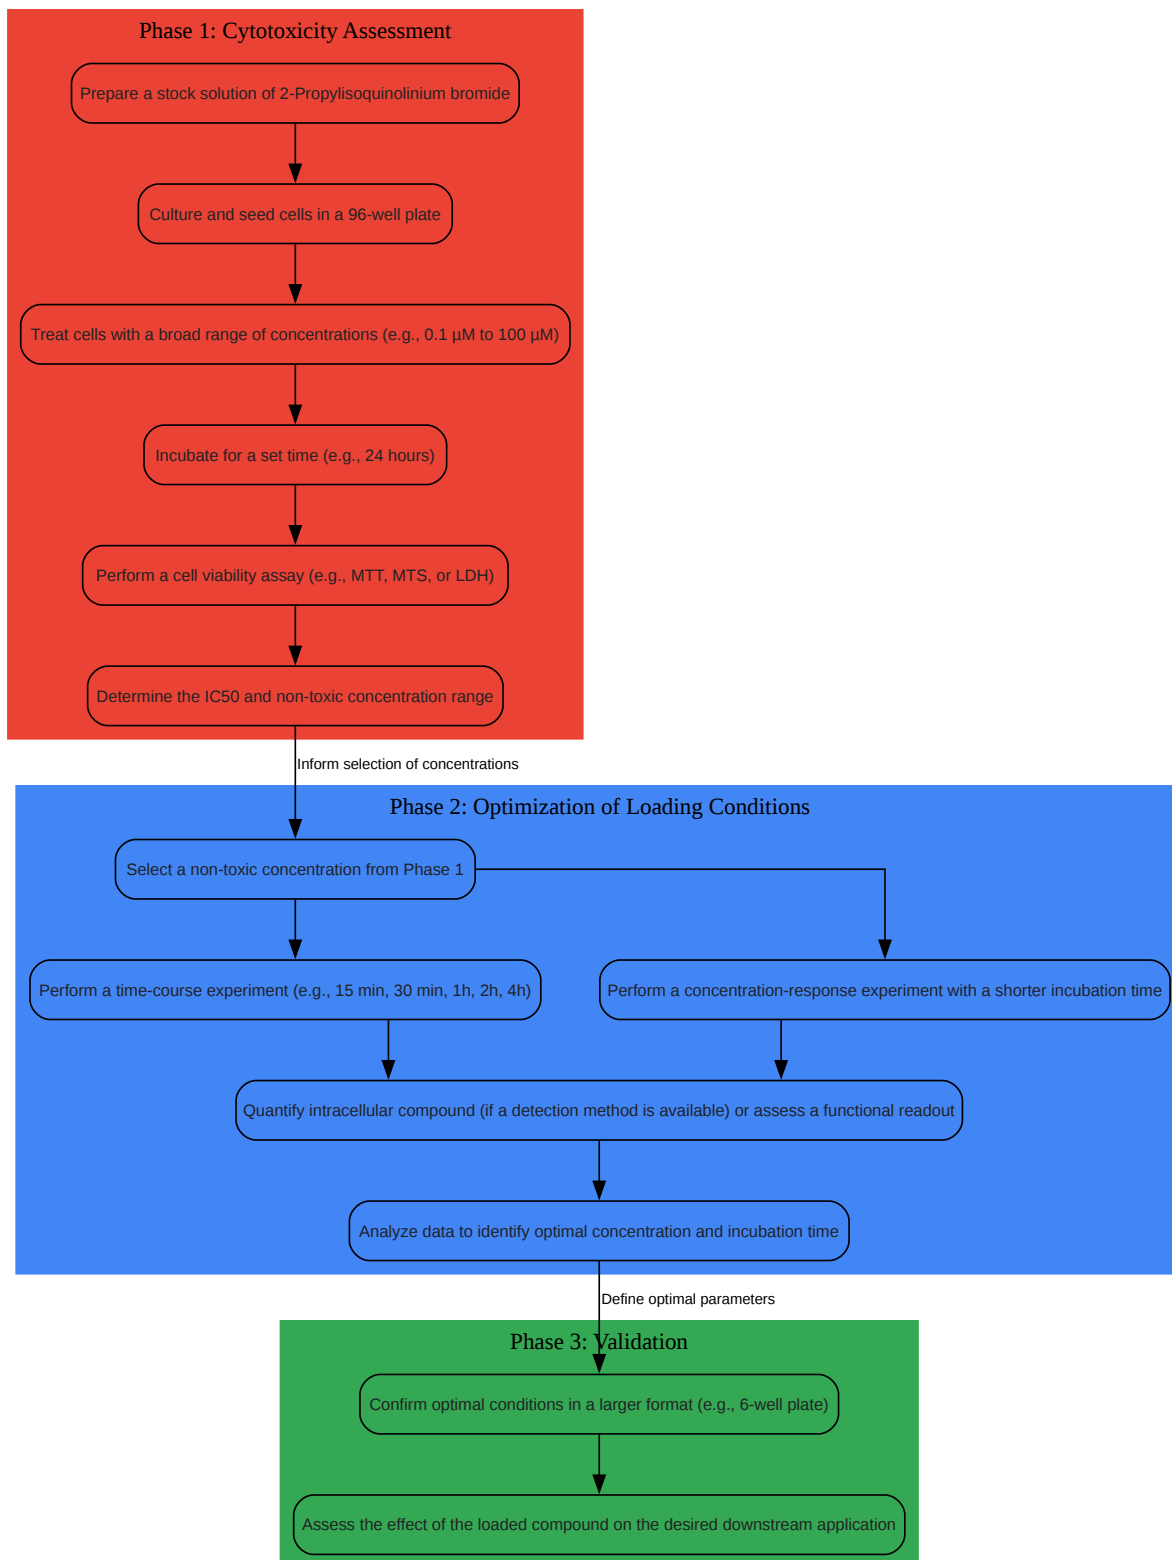 Phase 1: Cytotoxicity Assessment
Prepare a stock solution of 2-Propylisoquinolinium bromide
Culture and seed cells in a 96-well plate
Treat cells with a broad range of concentrations (e.g., 0.1 µM to 100 µM)
Incubate for a set time (e.g., 24 hours)
Perform a cell viability assay (e.g., MTT, MTS, or LDH)
Determine the IC50 and non-toxic concentration range
Inform selection of concentrations
Phase 2: Optimization of Loading Conditions
Select a non-toxic concentration from Phase 1
Perform a time-course experiment (e.g., 15 min, 30 min, 1h, 2h, 4h)
Perform a concentration-response experiment with a shorter incubation time
Quantify intracellular compound (if a detection method is available) or assess a functional readout
Analyze data to identify optimal concentration and incubation time
Define optimal parameters
Phase 3: Validation
Confirm optimal conditions in a larger format (e.g., 6-well plate)
Assess the effect of the loaded compound on the desired downstream application